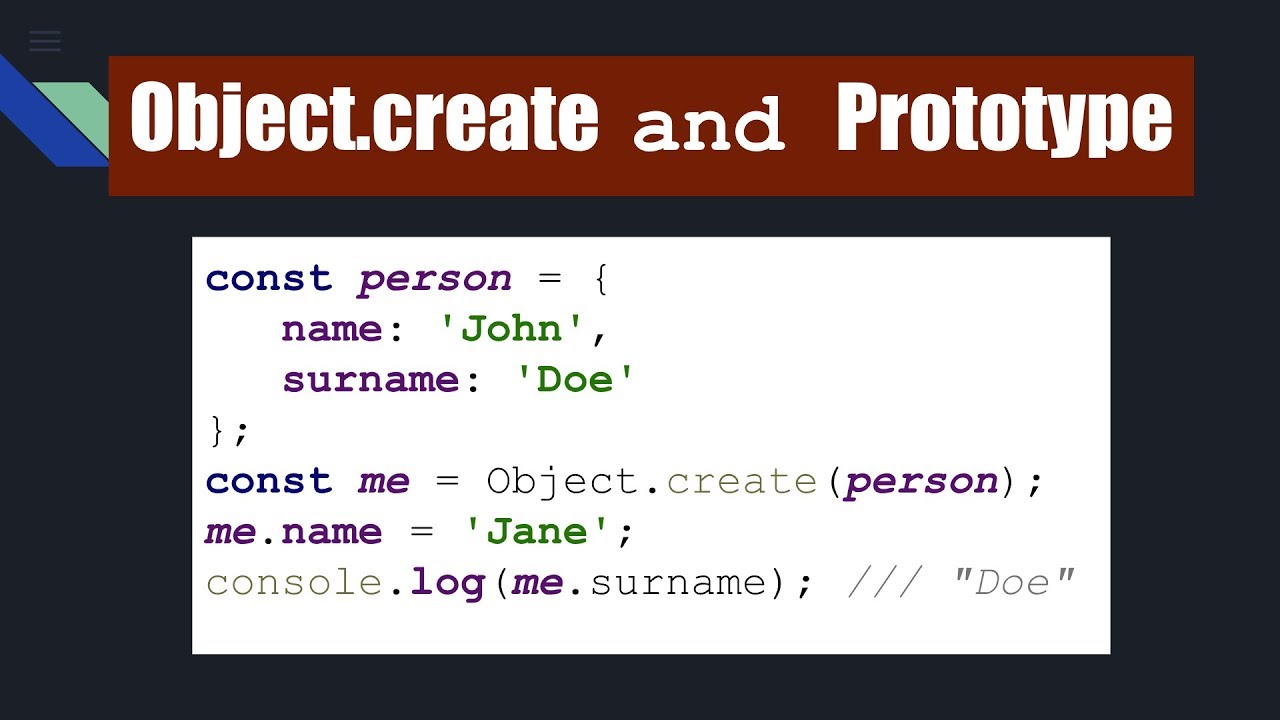 Object.create and Prototype
const person = {
   name: 'John',
   surname: 'Doe'
};
const me = Object.create(person);
me.name = 'Jane';
console.log(me.surname); /// "Doe"